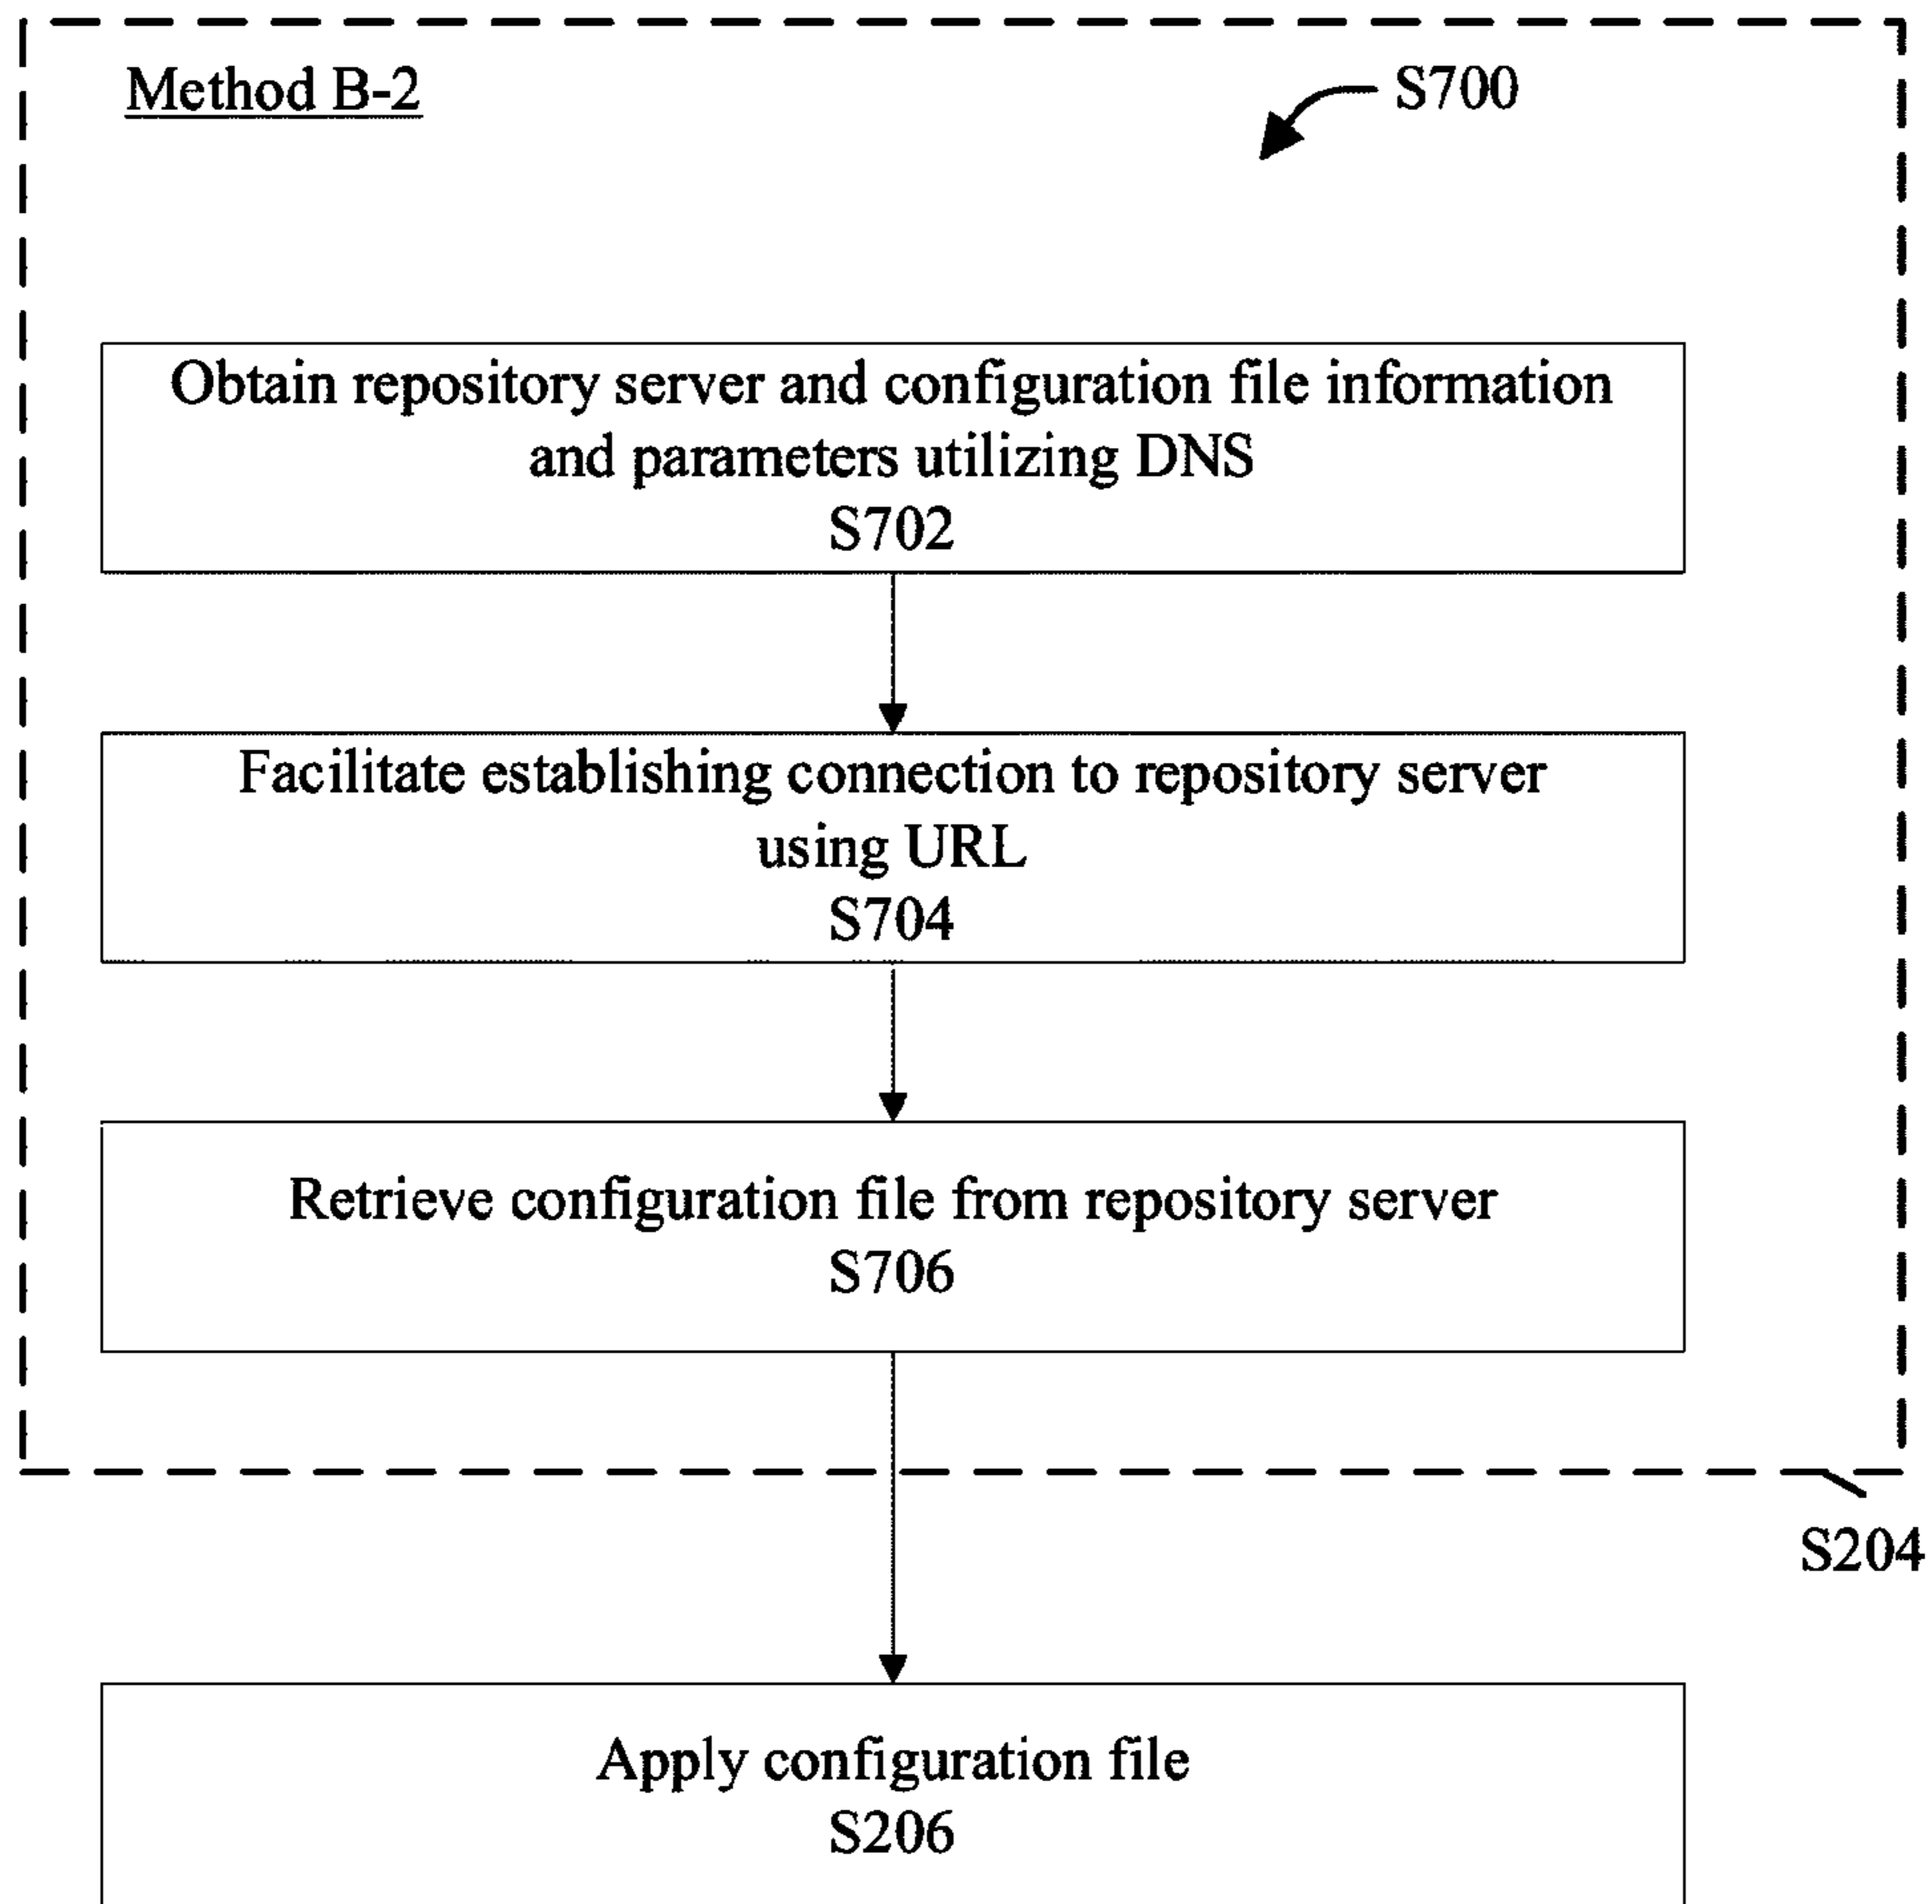 Method B-2
S700
Obtain repository server and configuration file information
and parameters utilizing DNS
S702
Facilitate establishing connection to repository server
using URL
S704
Retrieve configuration file from repository server
S706
S204
Apply configuration file
S206